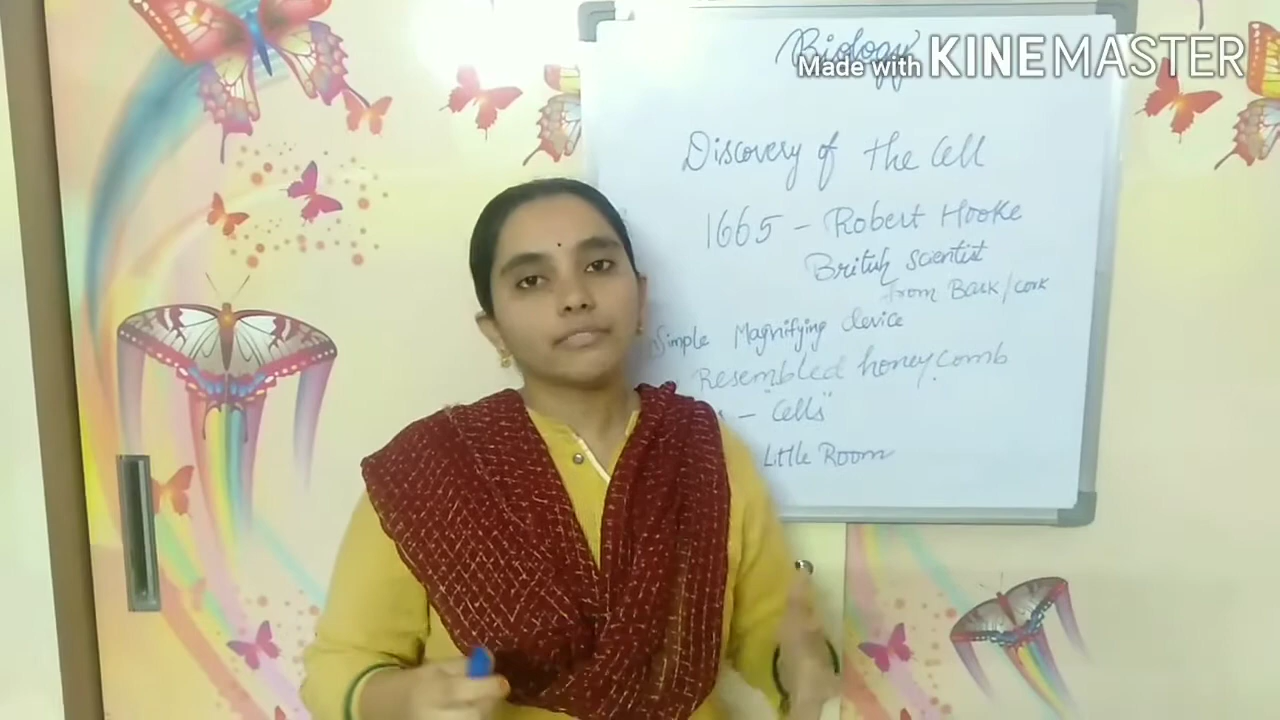 Biology
Made with KINEMASTER
Discovery of the Cell
1665 - Robert Hooke
British scientist
from Bark/cork
Simple Magnifying device
Resembled honeycomb
- "Cells"
Little Room